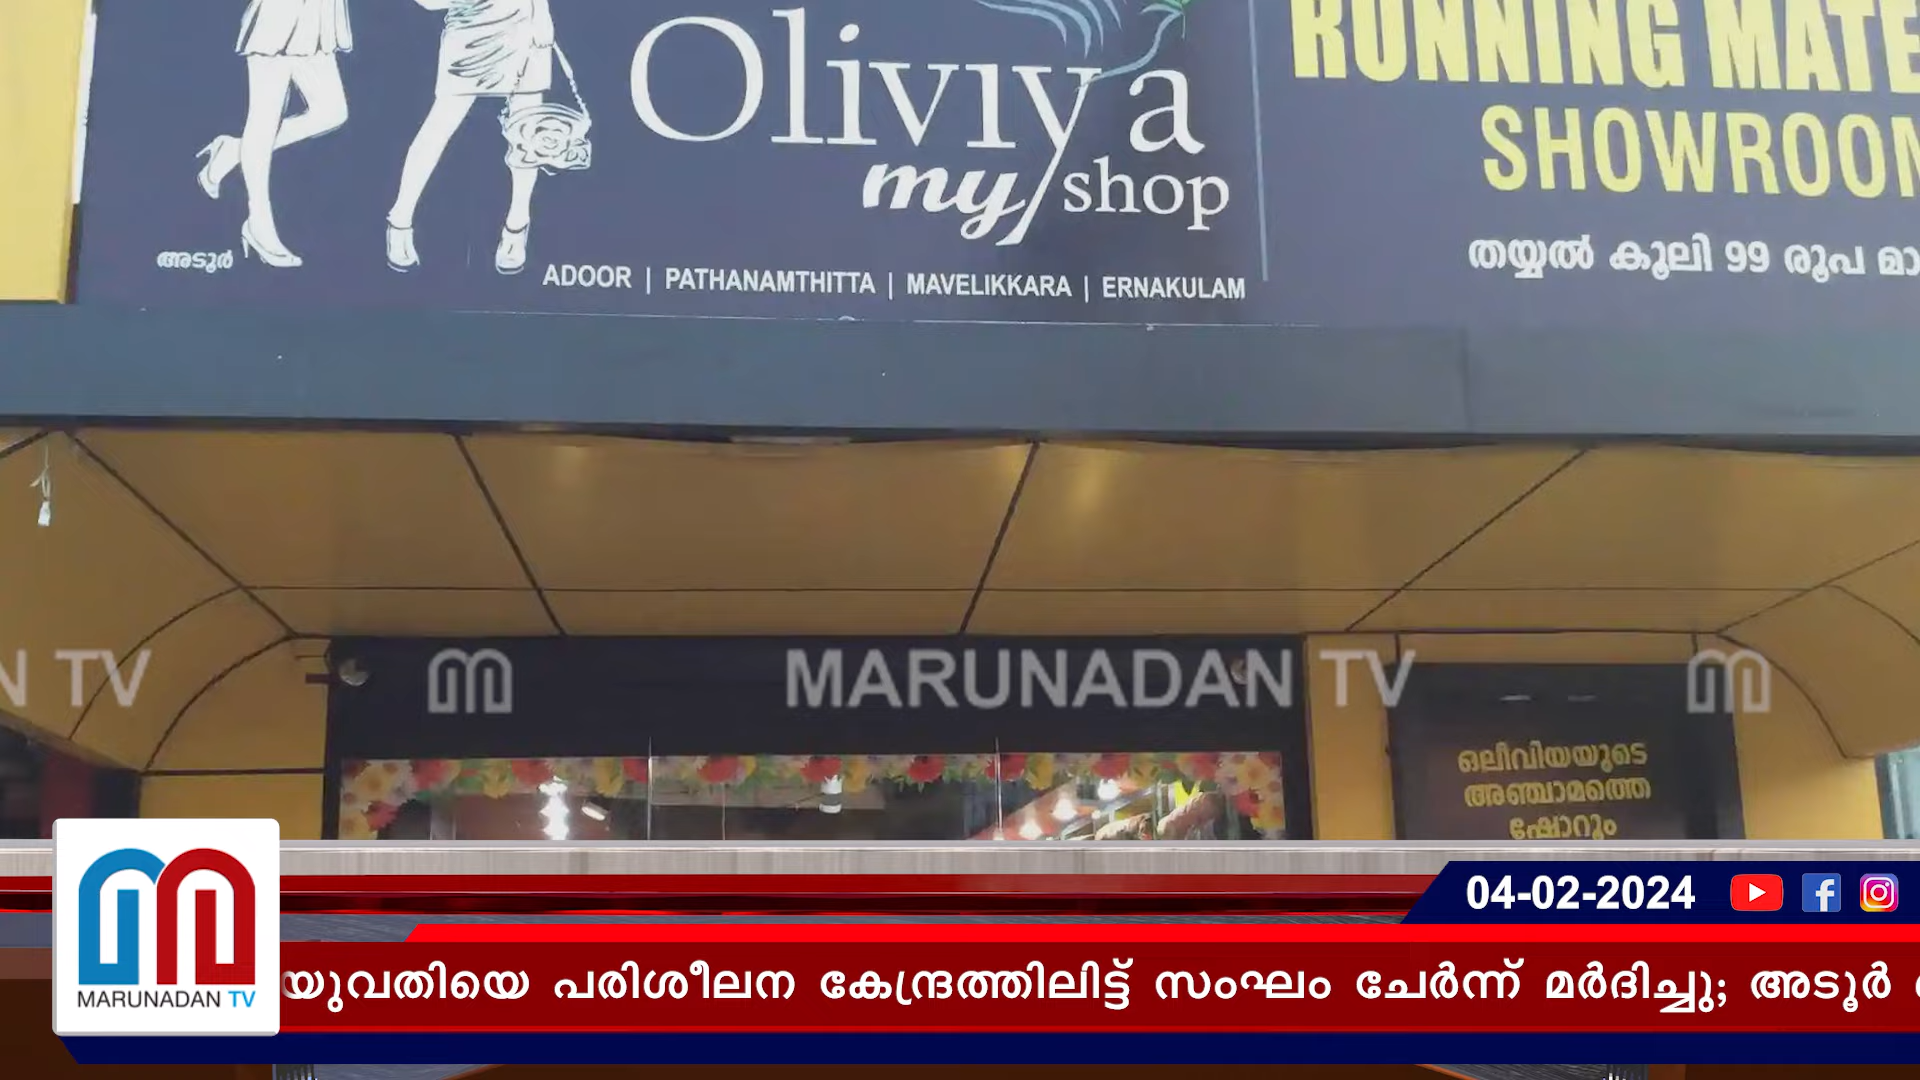 Oliviya
my shop
ADOOR | PATHANAMTHITTA | MAVELIKKARA | ERNAKULAM
അടൂർ
RUNNING
SHOWROOM
തയ്യൽ കൂലി 99 രൂപ
MARUNADAN TV
ഒലീവിയയുടെ
അഞ്ചാമത്തെ
ഷോറൂം
04-02-2024
യുവതിയെ പരിശീലന കേന്ദ്രത്തിലിട്ട് സംഘം ചേർന്ന് മർദിച്ചു; അടൂർ
MARUNADAN TV